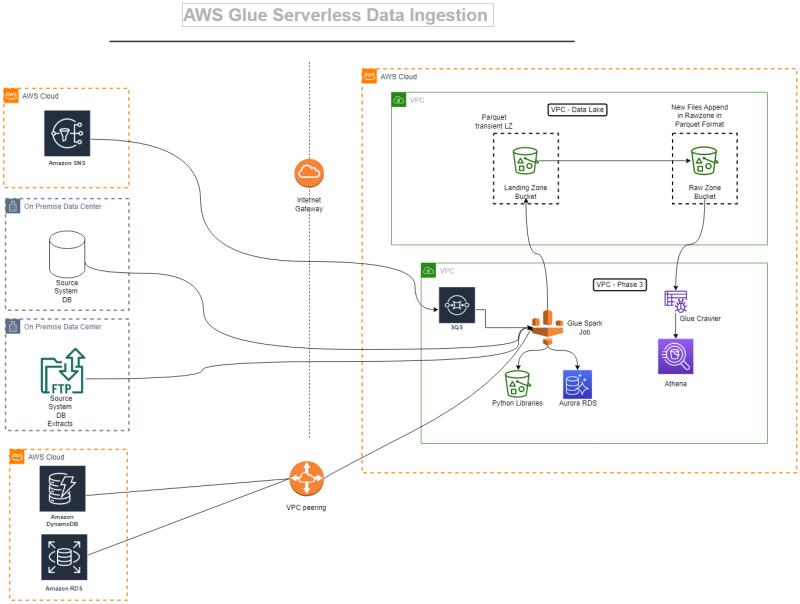 AWS Glue Serverless Data Ingestion
aws
AWS Cloud
Amazon SNS
On Premise Data Center
Source
System
DB
On Premise Data Center
FTP
Source
System
DB
Extracts
aws
AWS Cloud
Amazon
DynamoDB
Amazon RDS
Internet
Gateway
VPC peering
aws
AWS Cloud
VPC
VPC - Data Lake
Parquet
transient LZ
Landing Zone
Bucket
New Files Append
in Rawzone in
Parquet Format
Raw Zone
Bucket
VPC
VPC - Phase 3
SQS
Glue Spark
Job
Python Libraries
Aurora RDS
Glue Crawler
Athena